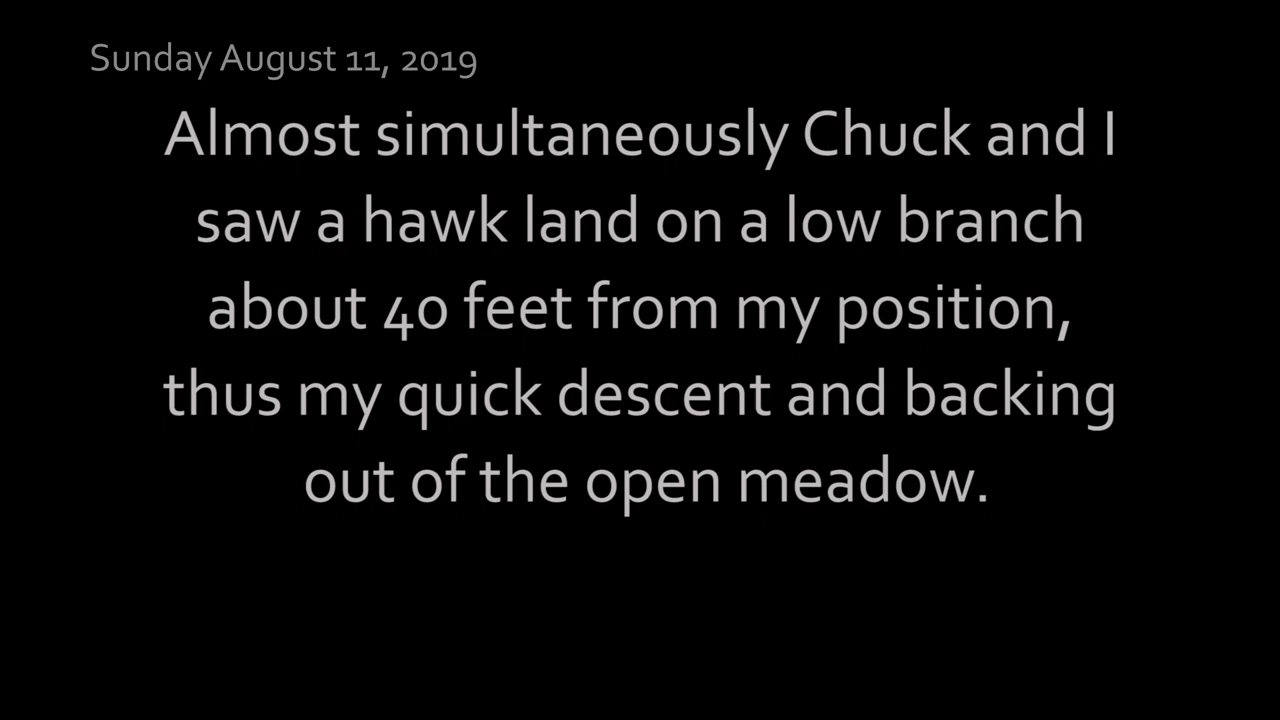 Sunday August 11, 2019
Almost simultaneously Chuck and I
saw a hawk land on a low branch
about 40 feet from my position,
thus my quick descent and backing
out of the open meadow.